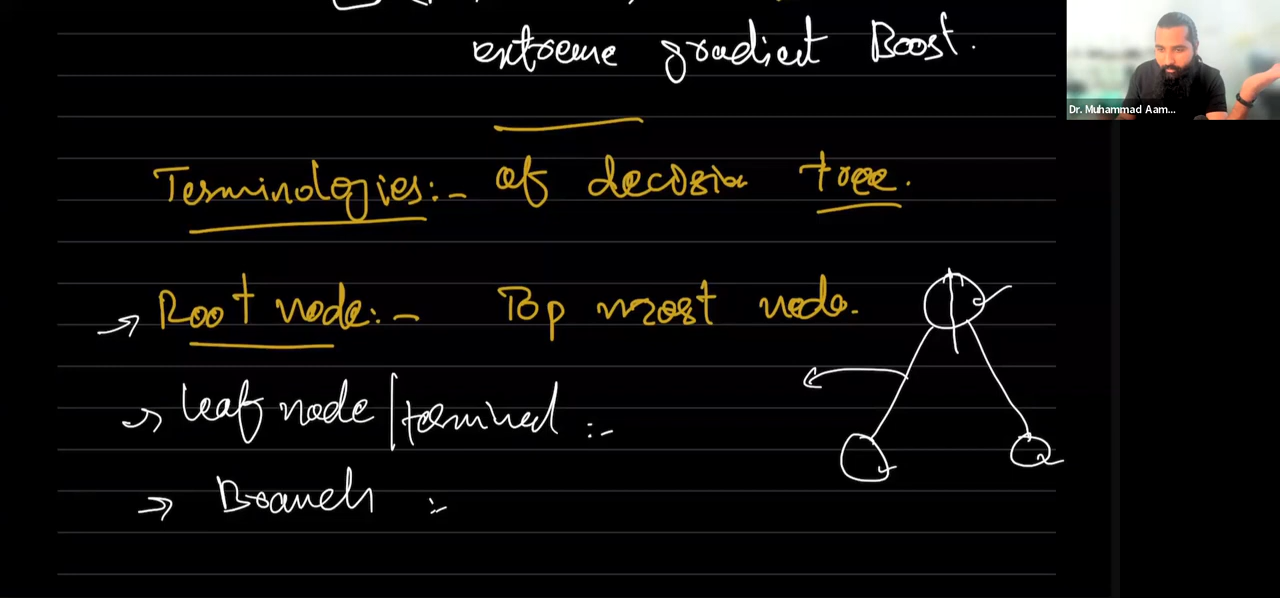 extreme gradient Boost.
Dr. Muhammad Aam...
Terminologies:- of decision tree.
Root node:- Top most node.
leaf node/terminal :-
Branch :-